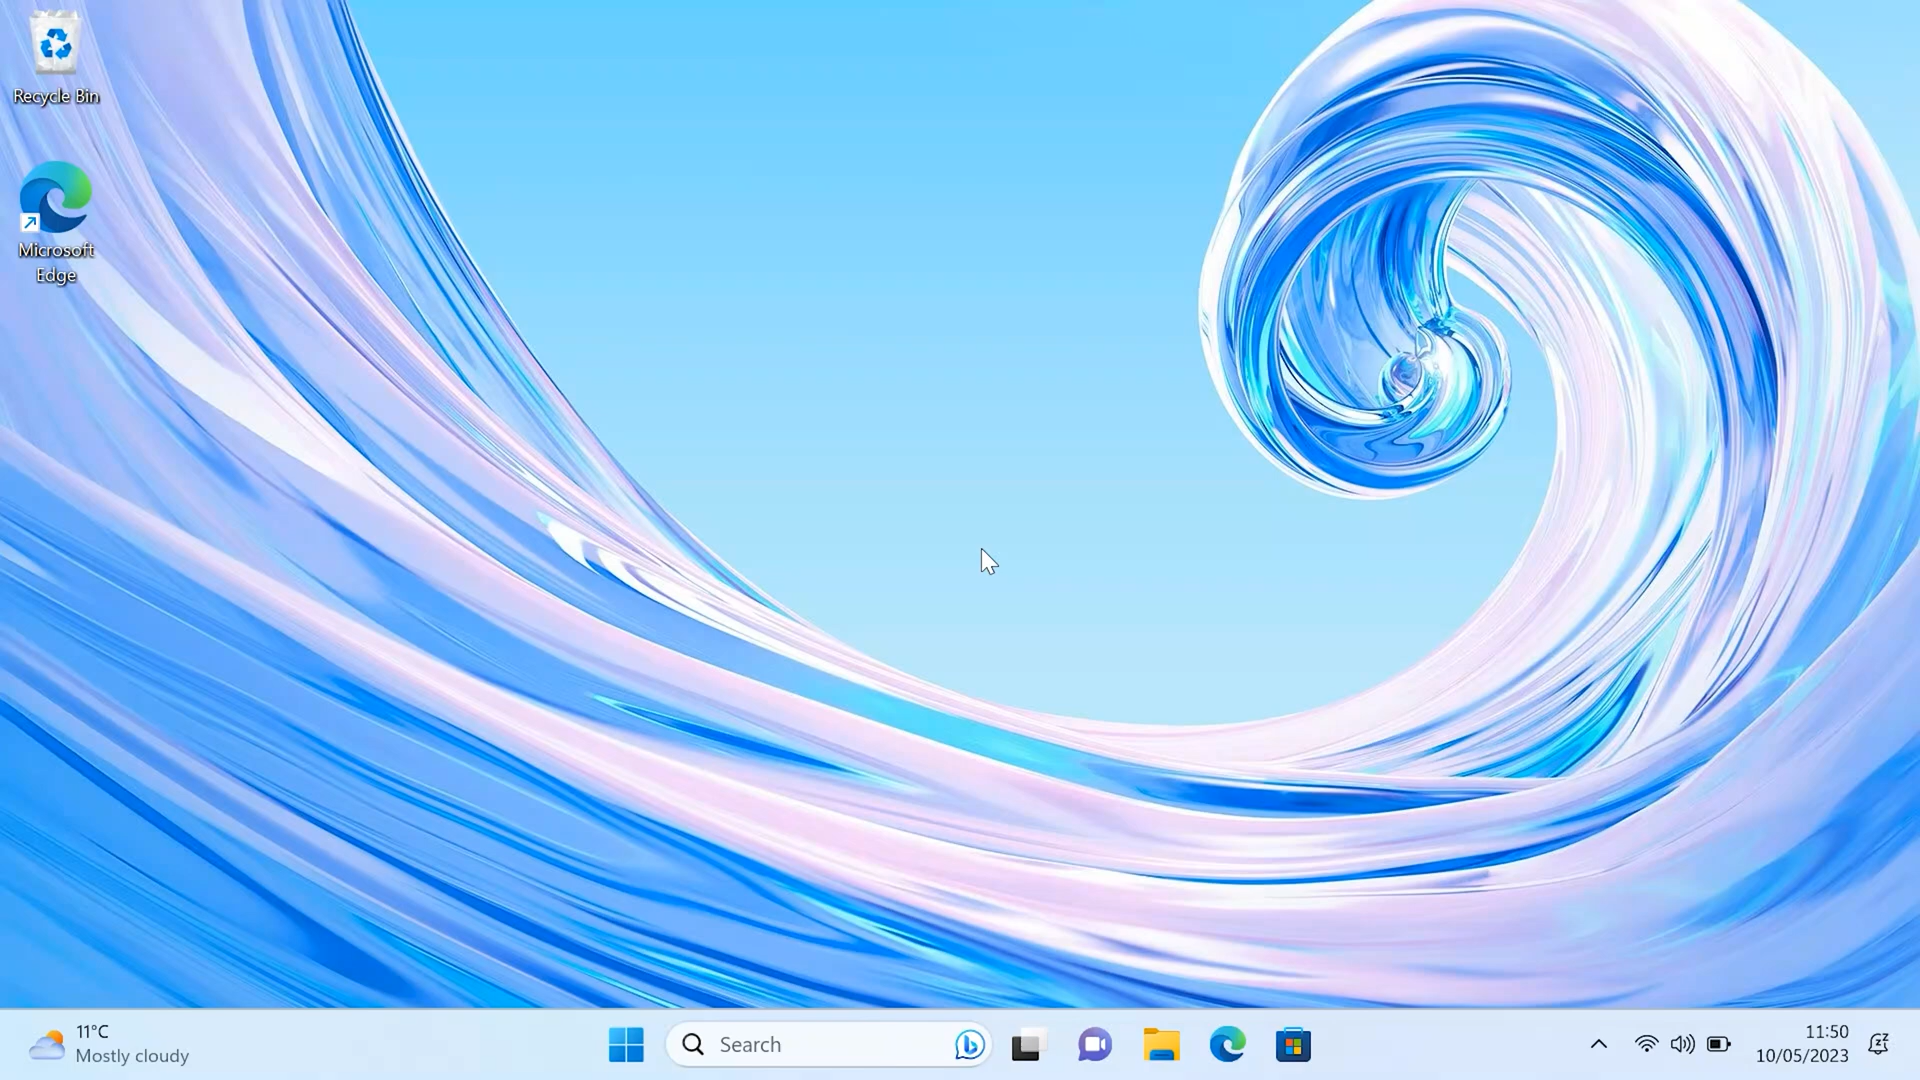 Recycle Bin
Microsoft
Edge
11°C
Mostly cloudy
Search
11:50
10/05/2023